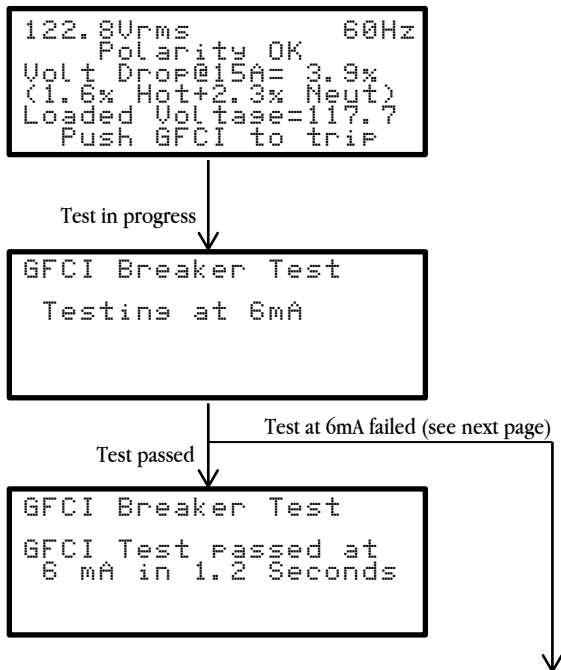 122.8Vrms 60Hz
Polarity OK
Volt Drop@15A= 3.9%
(1.6% Hot+2.3% Neut)
Loaded Voltage=117.7
Push GFCI to trip
Test in progress
GFCI Breaker Test
Testing at 6mA
Test at 6mA failed (see next page)
Test passed
GFCI Breaker Test
GFCI Test passed at
6 mA in 1.2 Seconds